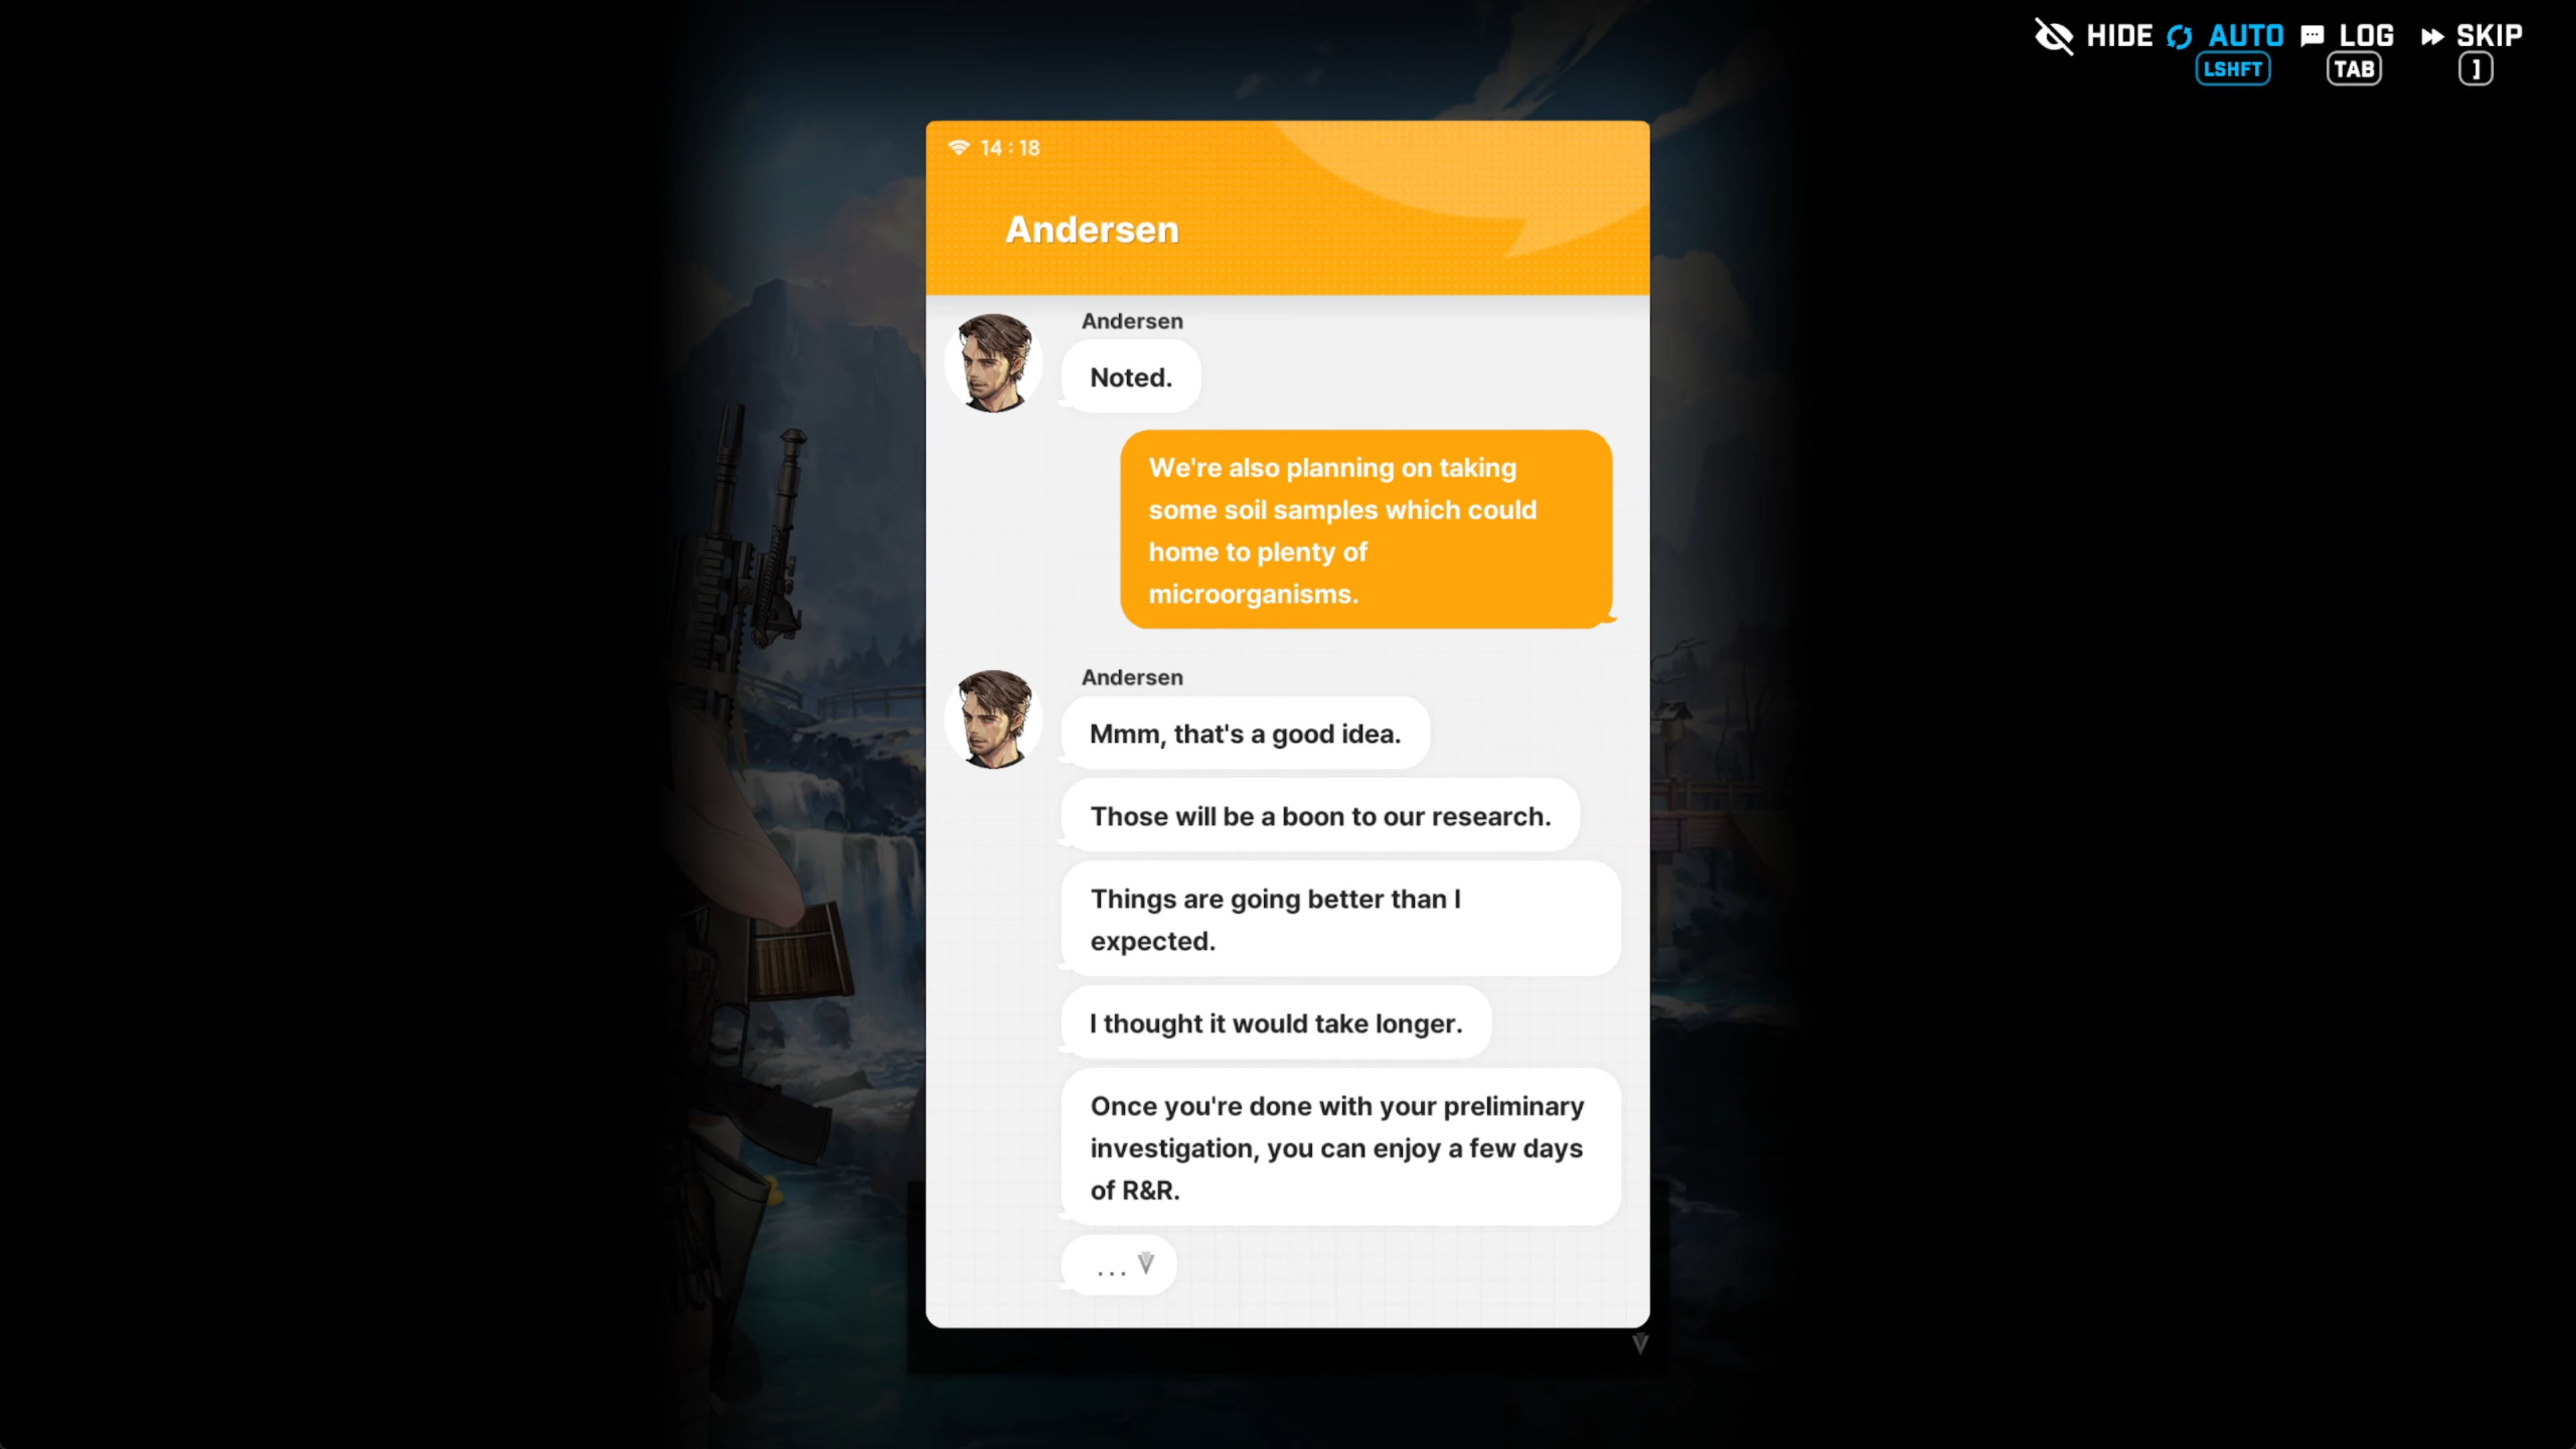 HIDE AUTO LOG SKIP
LSHFT TAB ]
14 : 18
Andersen
Andersen
Noted.
We're also planning on taking
some soil samples which could
home to plenty of
microorganisms.
Andersen
Mmm, that's a good idea.
Those will be a boon to our research.
Things are going better than I
expected.
I thought it would take longer.
Once you're done with your preliminary
investigation, you can enjoy a few days
of R&R.
...